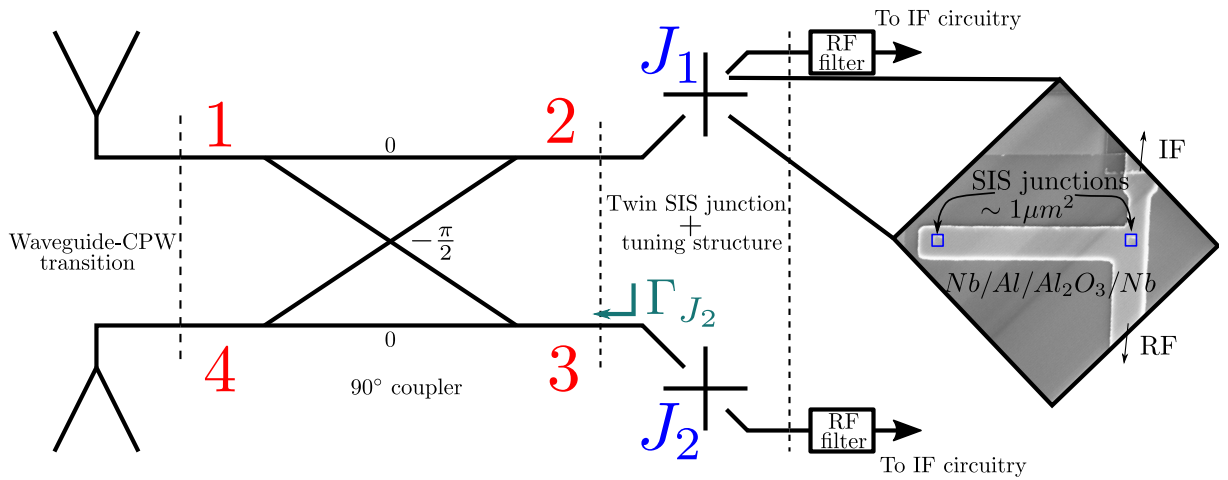 To IF circuitry
RF
filter
J1
1
2
0
IF
SIS junctions
∼ 1μm²
Waveguide-CPW
transition
−π/2
Twin SIS junction
+
tuning structure
Nb/Al/Al₂O₃/Nb
Γ_J₂
RF
0
4
3
90° coupler
J2
RF
filter
To IF circuitry